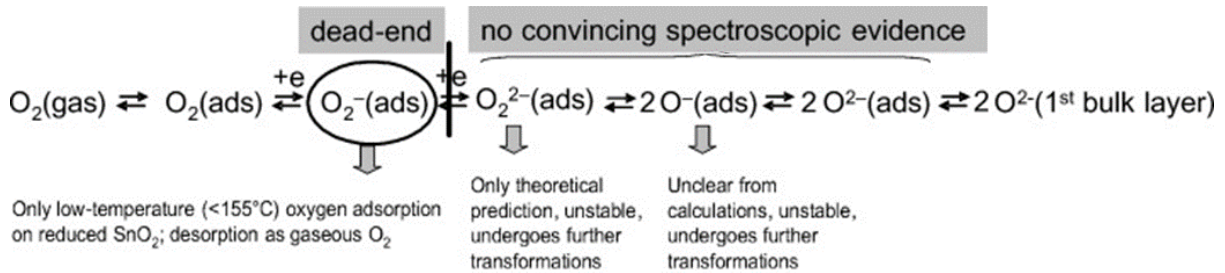 dead-end
no convincing spectroscopic evidence
+e +e
O₂(gas) ⇄ O₂(ads) ⇄ O₂⁻(ads) ⇄ O₂²⁻(ads) ⇄ 2 O⁻(ads) ⇄ 2 O²⁻(ads) ⇄ 2 O²⁻(1ˢᵗ bulk layer)
Only low-temperature (<155°C) oxygen adsorption
on reduced SnO₂; desorption as gaseous O₂
Only theoretical
prediction, unstable,
undergoes further
transformations
Unclear from
calculations, unstable,
undergoes further
transformations